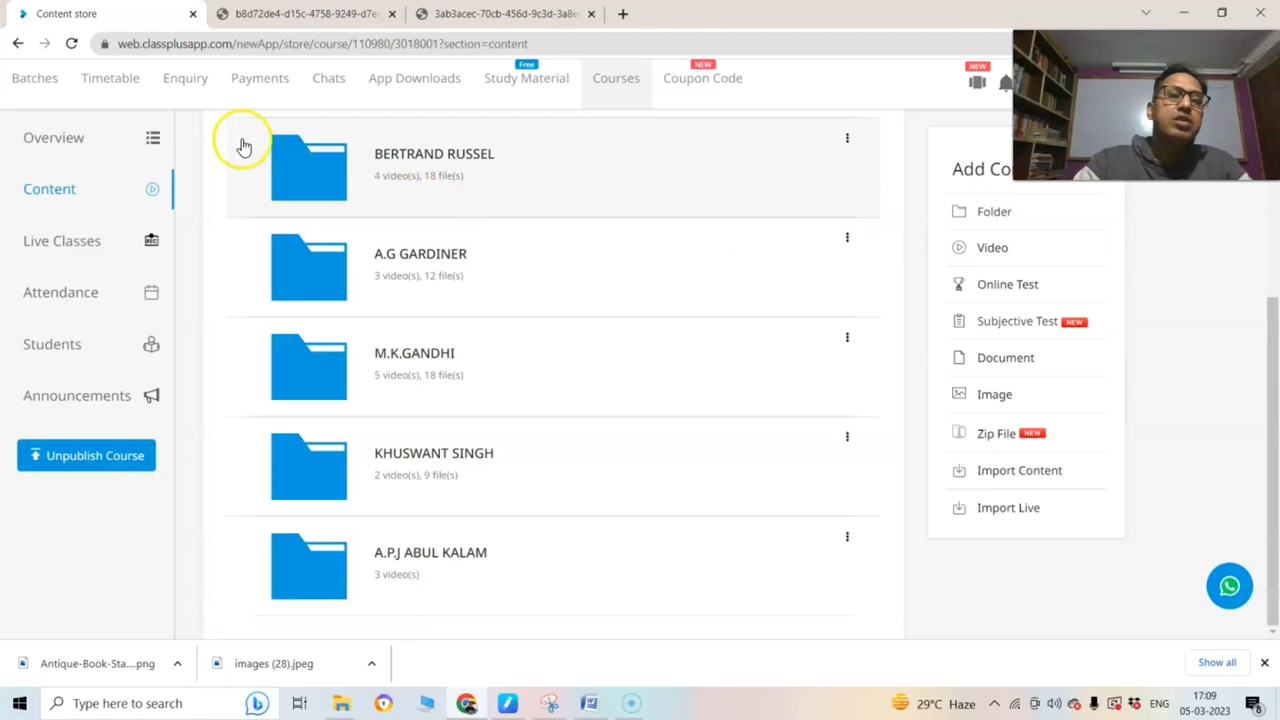 Content store
b8d72de4-d15c-4758-9249-d7e
3ab3acec-70cb-456d-9c3d-3a8e
web.classplusapp.com/newApp/store/course/110980/3018001?section=content
Batches
Timetable
Enquiry
Payments
Chats
App Downloads
Free
Study Material
Courses
NEW
Coupon Code
NEW
Overview
Content
Live Classes
REC
Attendance
Students
Announcements
Unpublish Course
BERTRAND RUSSEL
4 video(s), 18 file(s)
A.G GARDINER
3 video(s), 12 file(s)
M.K.GANDHI
5 video(s), 18 file(s)
KHUSWANT SINGH
2 video(s), 9 file(s)
A.P.J ABUL KALAM
3 video(s)
Add Co
Folder
Video
Online Test
Subjective Test NEW
Document
Image
Zip File NEW
Import Content
Import Live
Antique-Book-Sta....png
images (28).jpeg
Show all
Type here to search
29°C Haze
ENG
17:09
05-03-2023
8